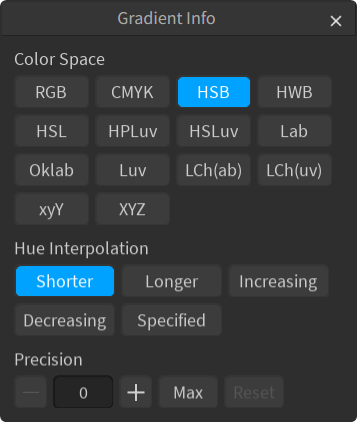 Gradient Info ×
Color Space
RGB CMYK HSB HWB
HSL HPLuv HSLuv Lab
Oklab Luv LCh(ab) LCh(uv)
xyY XYZ
Hue Interpolation
Shorter Longer Increasing
Decreasing Specified
Precision
— 0 + Max Reset